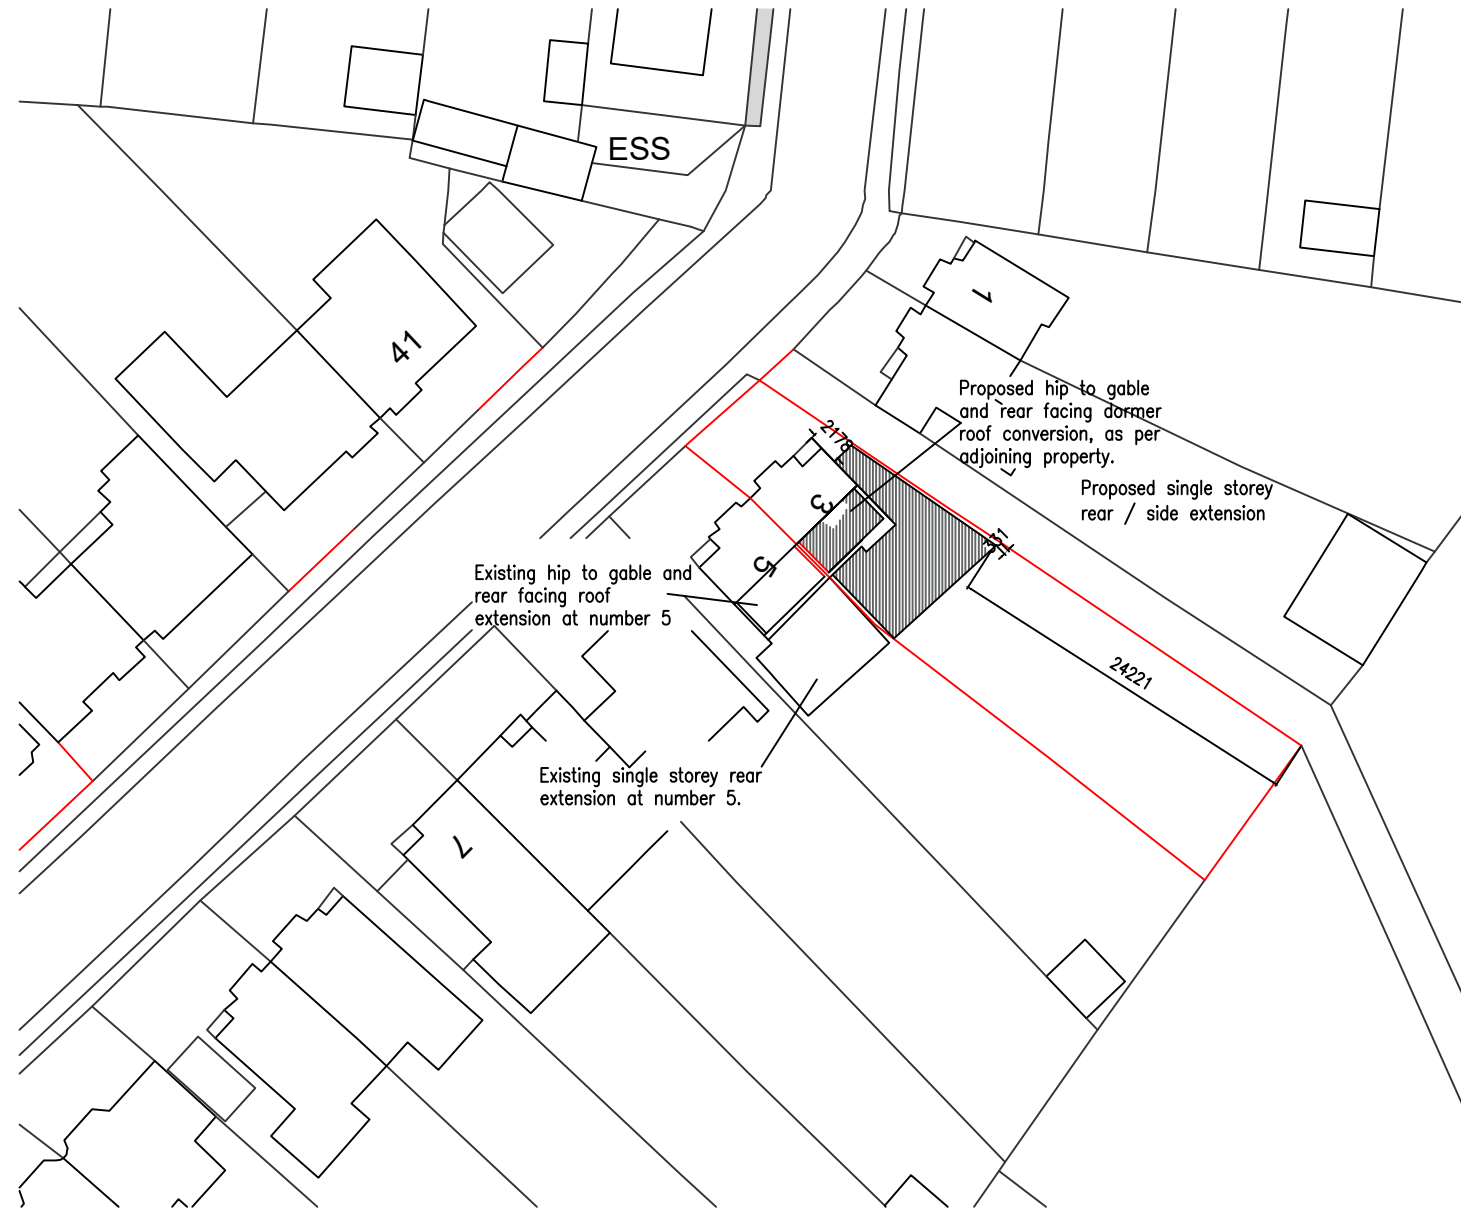 ESS
1
41
Proposed hip to gable
and rear facing dormer
roof conversion, as per
adjoining property.
2178
Proposed single storey
rear / side extension
3
5
Existing hip to gable and
rear facing roof
extension at number 5
24221
Existing single storey rear
extension at number 5.
7